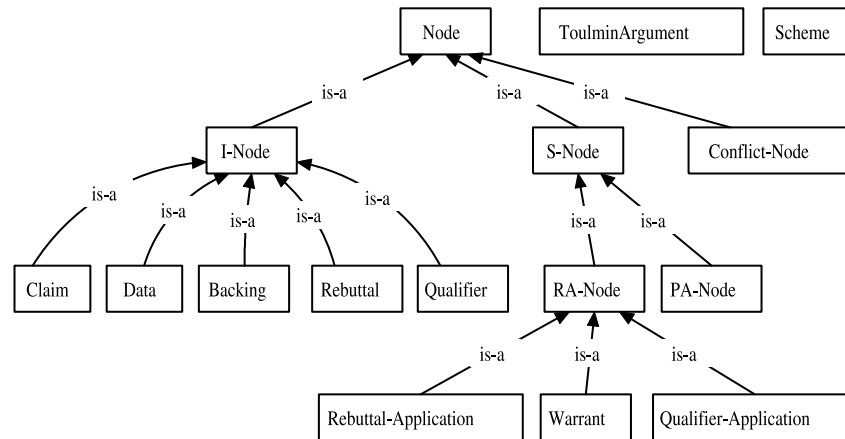 Node
ToulminArgument
Scheme
is-a
is-a
is-a
I-Node
S-Node
Conflict-Node
is-a
is-a
is-a
is-a
is-a
is-a
is-a
Claim
Data
Backing
Rebuttal
Qualifier
RA-Node
PA-Node
is-a
is-a
is-a
Rebuttal-Application
Warrant
Qualifier-Application